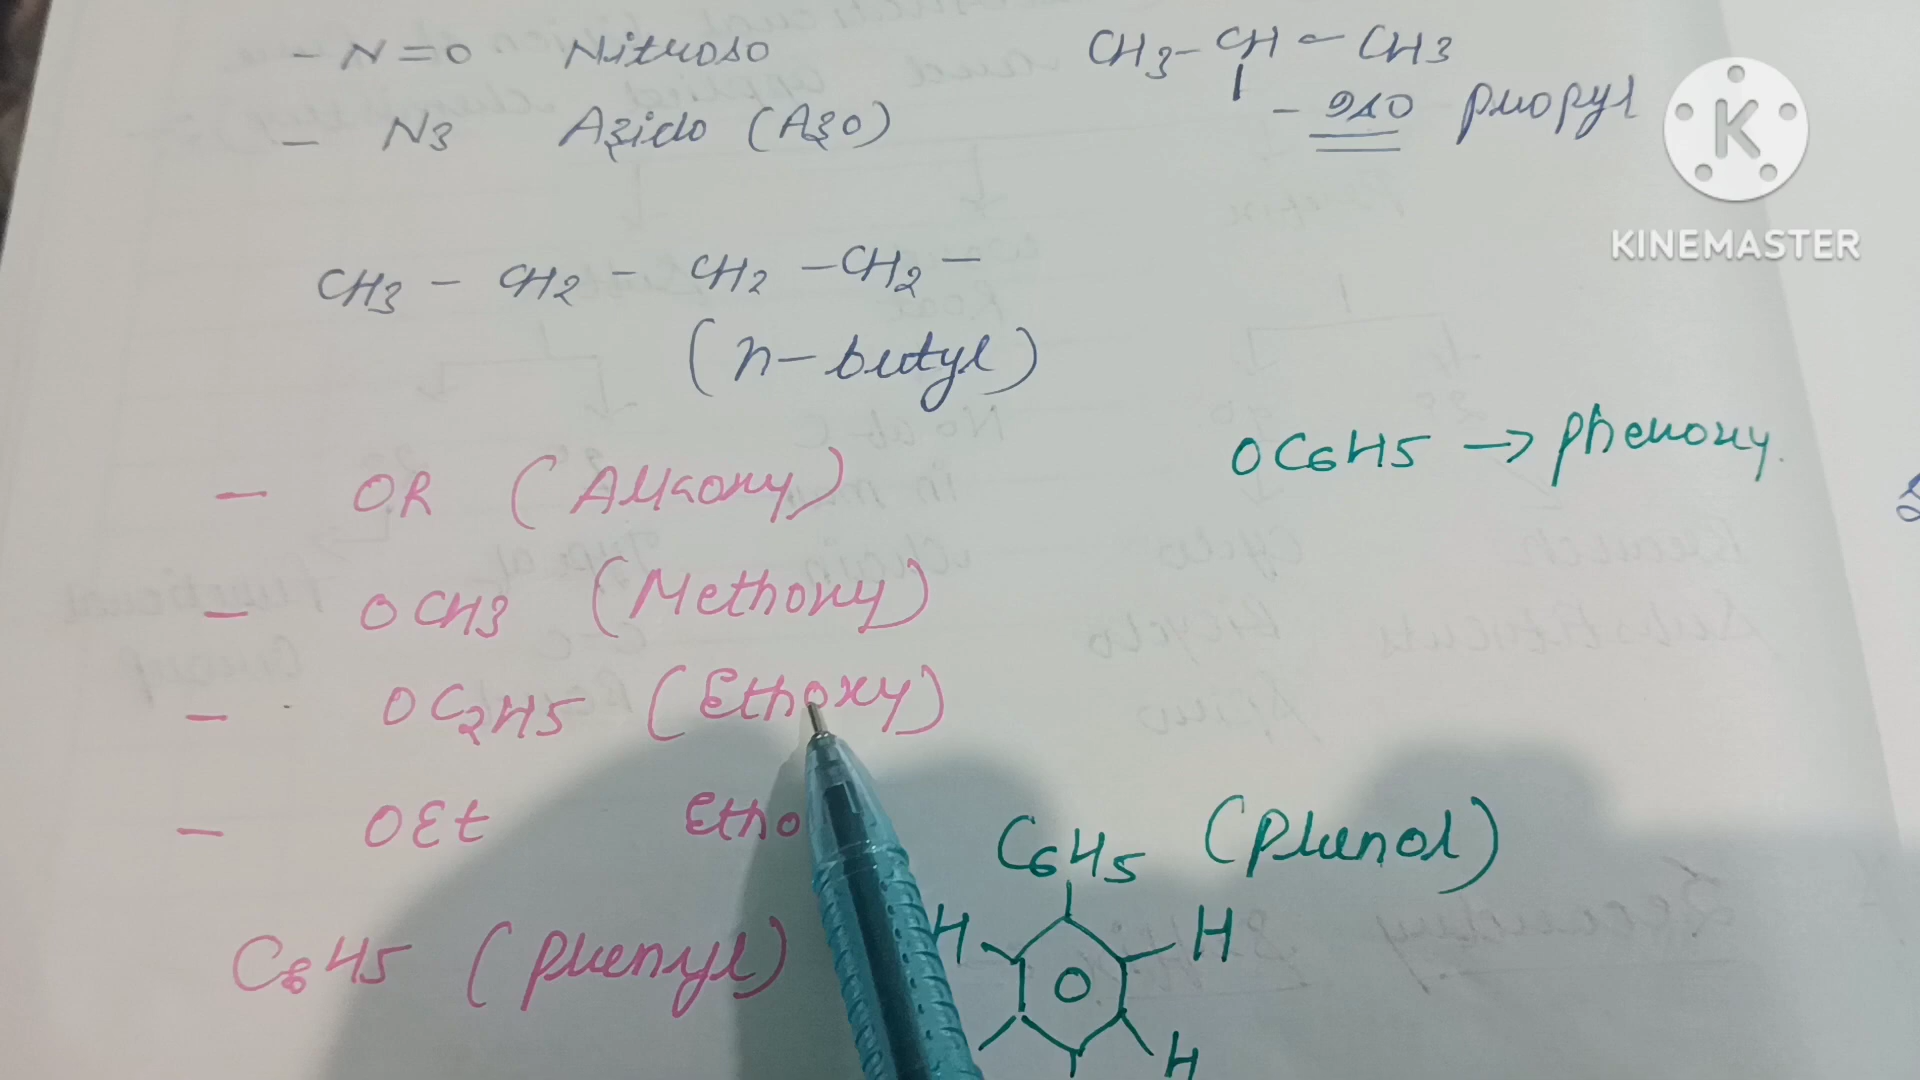 - N=O Nitroso
- N3 Azido (Azo)
CH3 - CH - CH3
- iso propyl
KINEMASTER
CH3 - CH2 - CH2 - CH2 -
(n-butyl)
OC6H5 → phenoxy
- OR (Alkoxy)
- OCH3 (Methoxy)
- OC2H5 (Ethoxy)
- OEt Etho
C6H5 (Phenol)
H H
C6H5 (phenyl)
H